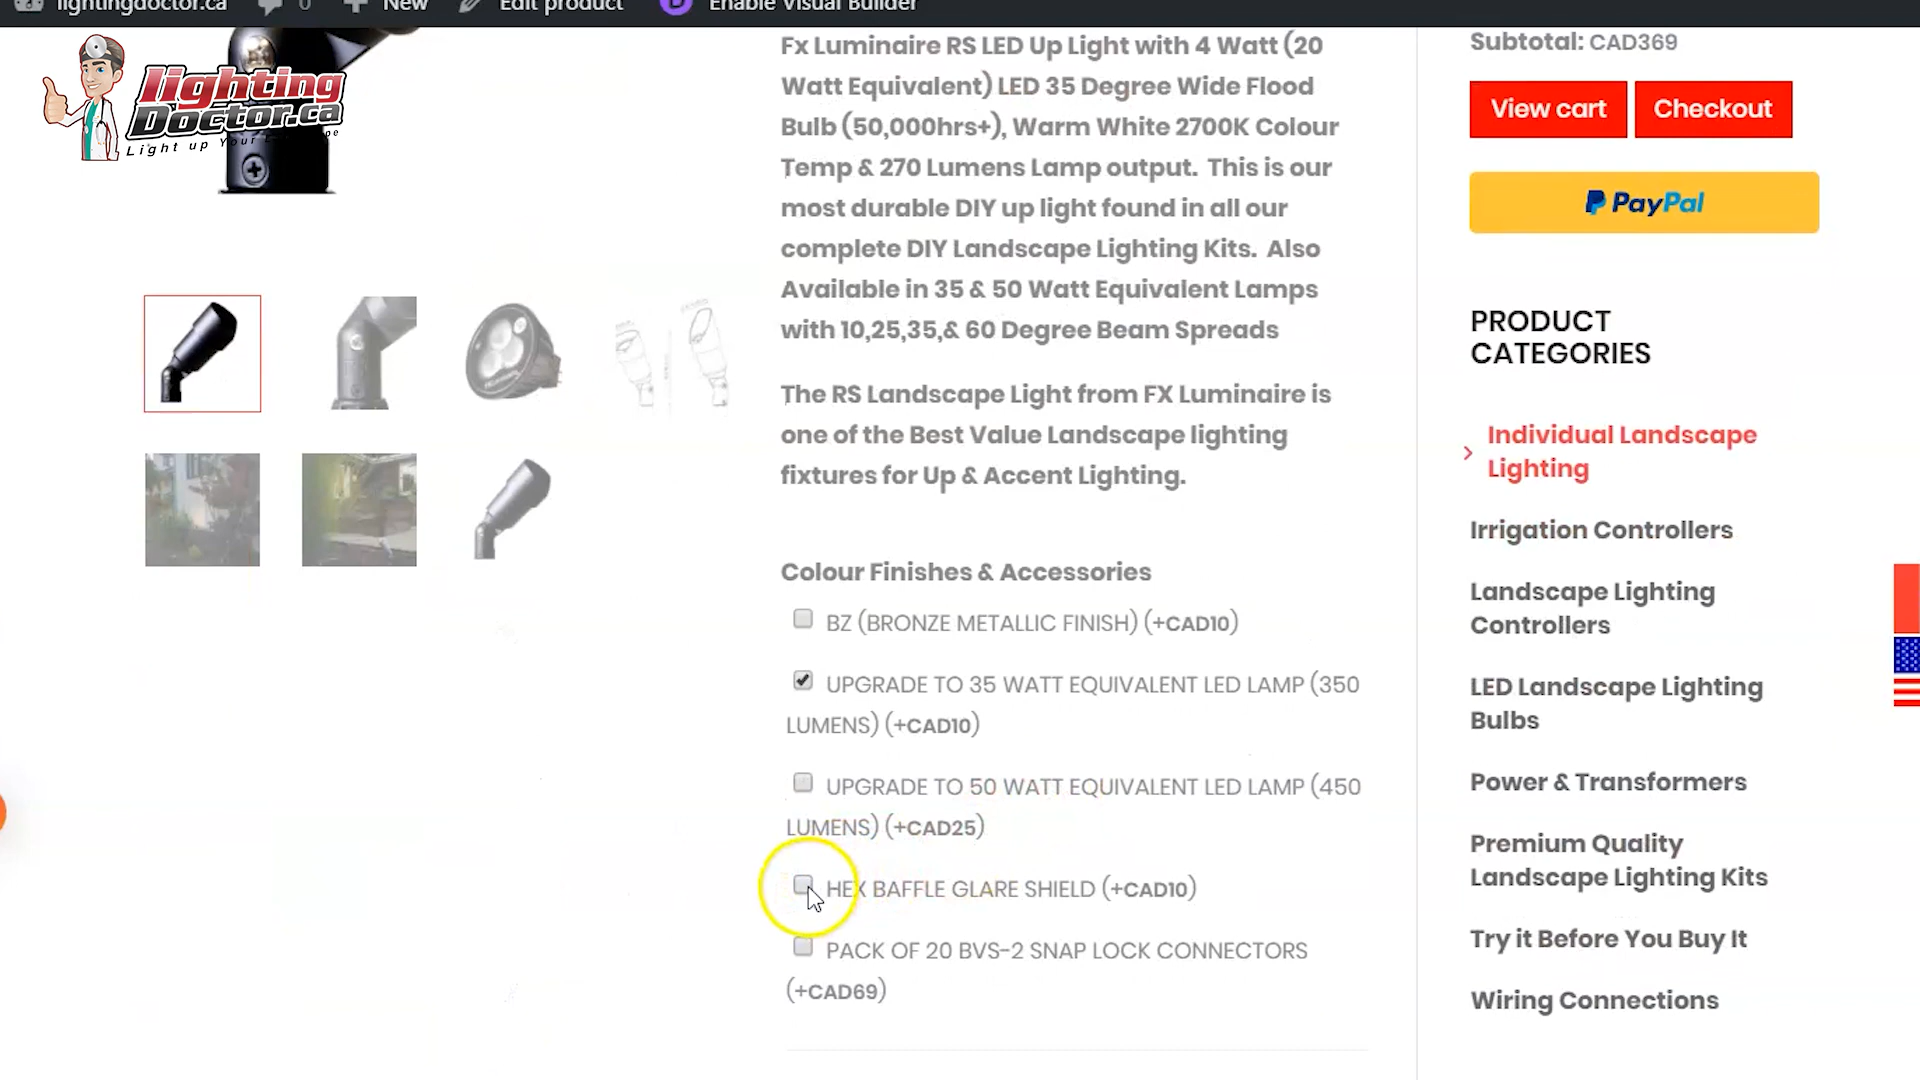 lightingdoctor.ca 0 New Edit product Enable Visual Builder
lighting
Doctor.ca
Light up Your
Fx Luminaire RS LED Up Light with 4 Watt (20
Watt Equivalent) LED 35 Degree Wide Flood
Bulb (50,000hrs+), Warm White 2700K Colour
Temp & 270 Lumens Lamp output. This is our
most durable DIY up light found in all our
complete DIY Landscape Lighting Kits. Also
Available in 35 & 50 Watt Equivalent Lamps
with 10,25,35,& 60 Degree Beam Spreads
The RS Landscape Light from FX Luminaire is
one of the Best Value Landscape lighting
fixtures for Up & Accent Lighting.
Colour Finishes & Accessories
BZ (BRONZE METALLIC FINISH) (+CAD10)
UPGRADE TO 35 WATT EQUIVALENT LED LAMP (350
LUMENS) (+CAD10)
UPGRADE TO 50 WATT EQUIVALENT LED LAMP (450
LUMENS) (+CAD25)
HEX BAFFLE GLARE SHIELD (+CAD10)
PACK OF 20 BVS-2 SNAP LOCK CONNECTORS
(+CAD69)
Subtotal: CAD369
View cart Checkout
PayPal
PRODUCT
CATEGORIES
Individual Landscape
Lighting
Irrigation Controllers
Landscape Lighting
Controllers
LED Landscape Lighting
Bulbs
Power & Transformers
Premium Quality
Landscape Lighting Kits
Try it Before You Buy It
Wiring Connections